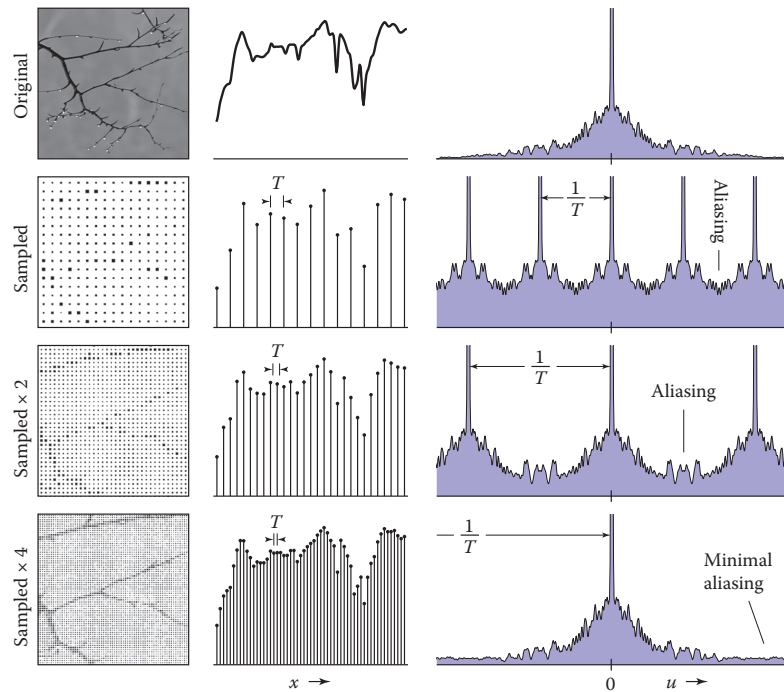 Original
Sampled
T
1/T
Aliasing
Sampled × 2
T
1/T
Aliasing
Sampled × 4
T
1/T
Minimal
aliasing
x →
0
u →